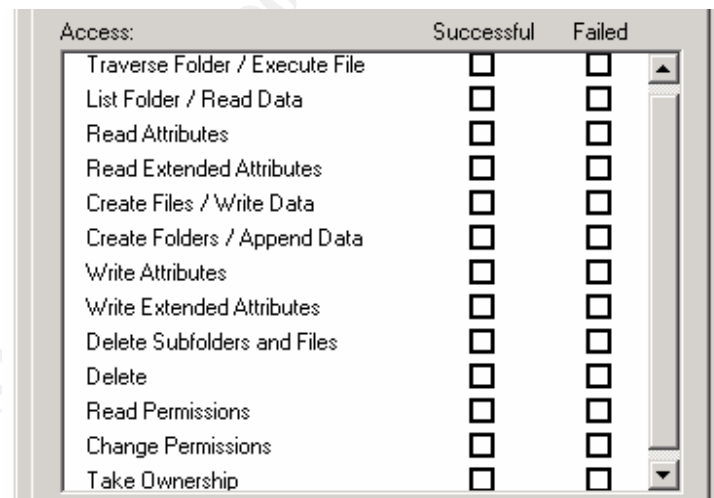 Access: Successful Failed
Traverse Folder / Execute File
List Folder / Read Data
Read Attributes
Read Extended Attributes
Create Files / Write Data
Create Folders / Append Data
Write Attributes
Write Extended Attributes
Delete Subfolders and Files
Delete
Read Permissions
Change Permissions
Take Ownership